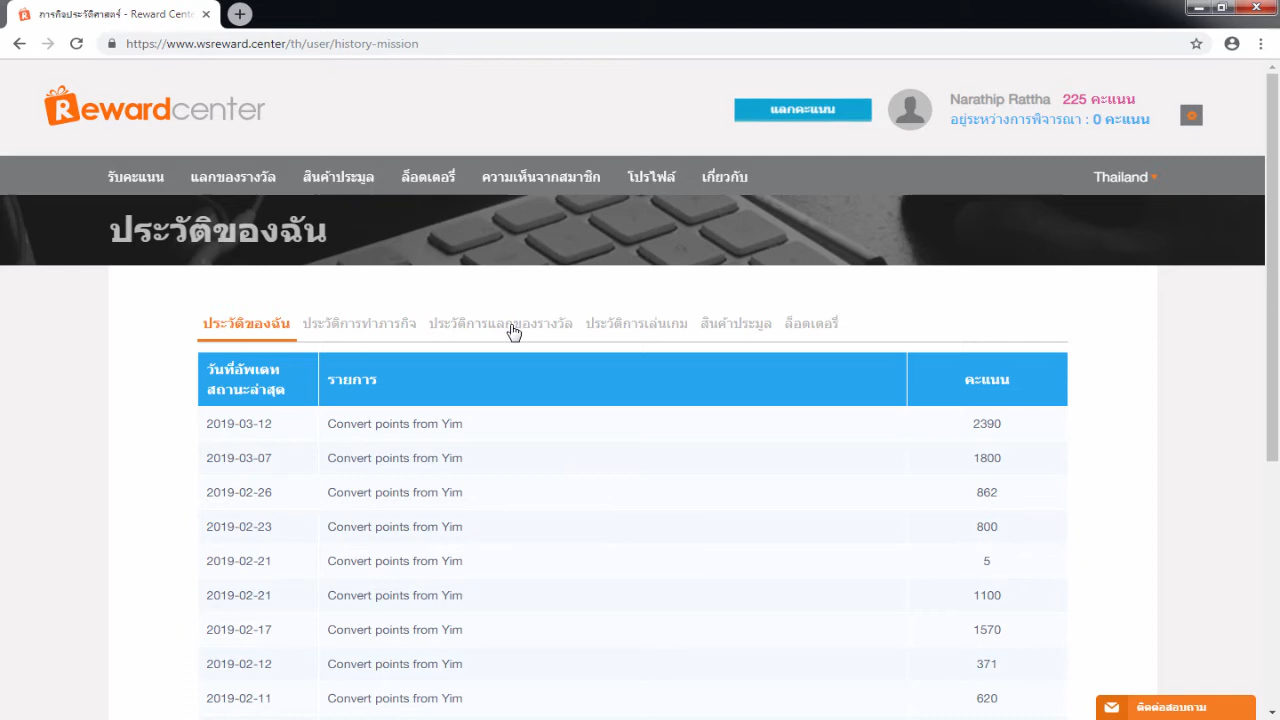 ภารกิจประวัติศาสตร์ - Reward Cente
https://www.wsreward.center/th/user/history-mission
Rewardcenter
แลกคะแนน
Narathip Rattha 225 คะแนน
อยู่ระหว่างการพิจารณา : 0 คะแนน
รับคะแนน แลกของรางวัล สินค้าประมูล ล็อตเตอรี่ ความเห็นจากสมาชิก โปรไฟล์ เกี่ยวกับ Thailand
ประวัติของฉัน
ประวัติของฉัน ประวัติการทำภารกิจ ประวัติการแลกของรางวัล ประวัติการเล่นเกม สินค้าประมูล ล็อตเตอรี่
วันที่อัพเดท
สถานะล่าสุด รายการ คะแนน
2019-03-12 Convert points from Yim 2390
2019-03-07 Convert points from Yim 1800
2019-02-26 Convert points from Yim 862
2019-02-23 Convert points from Yim 800
2019-02-21 Convert points from Yim 5
2019-02-21 Convert points from Yim 1100
2019-02-17 Convert points from Yim 1570
2019-02-12 Convert points from Yim 371
2019-02-11 Convert points from Yim 620
ติดต่อสอบถาม